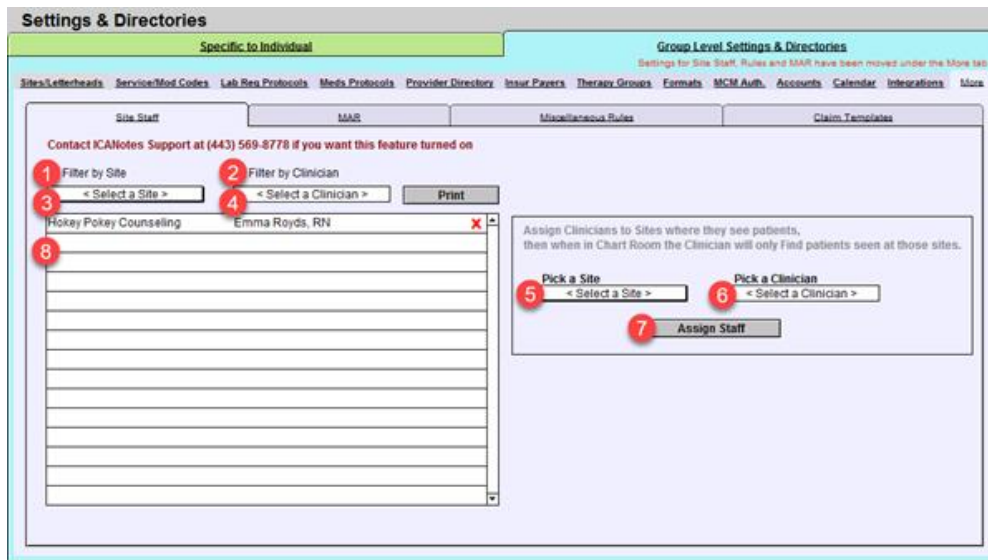 Settings & Directories
Specific to Individual
Group Level Settings & Directories
Settings for Site Staff, Rules and MAR have been moved under the More tab
Sites/Letterheads Service/Mod Codes Lab Req Protocols Meds Protocols Provider Directory Insur Payers Therapy Groups Formats MCM Auth. Accounts Calendar Integrations More
Site Staff MAR Miscellaneous Rules Claim Templates
Contact ICANotes Support at (443) 569-8778 if you want this feature turned on
1 Filter by Site 2 Filter by Clinician
3 < Select a Site > 4 < Select a Clinician > Print
Hokey Pokey Counseling Emma Royds, RN X
8
Assign Clinicians to Sites where they see patients,
then when in Chart Room the Clinician will only Find patients seen at those sites.
Pick a Site Pick a Clinician
5 < Select a Site > 6 < Select a Clinician >
7 Assign Staff